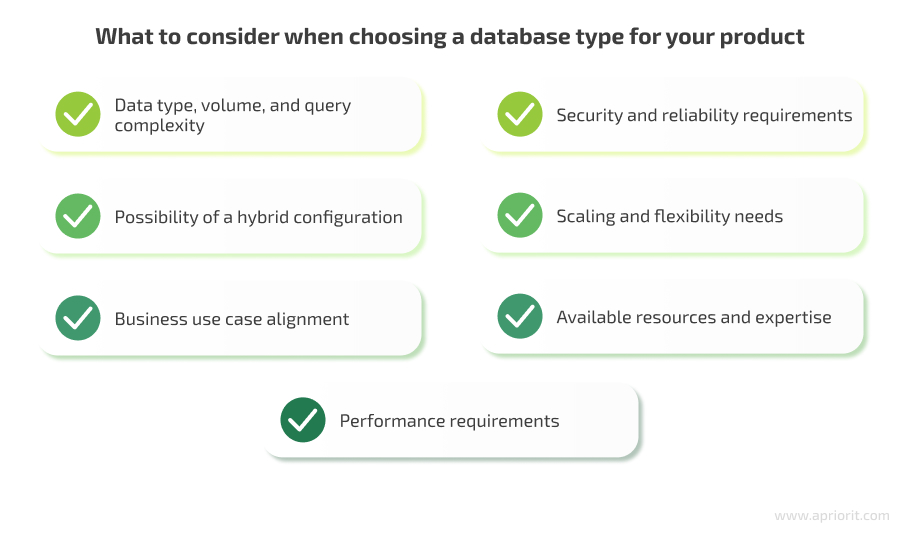 What to consider when choosing a database type for your product
Data type, volume, and query
complexity
Security and reliability requirements
Possibility of a hybrid configuration
Scaling and flexibility needs
Business use case alignment
Available resources and expertise
Performance requirements
www.apriorit.com